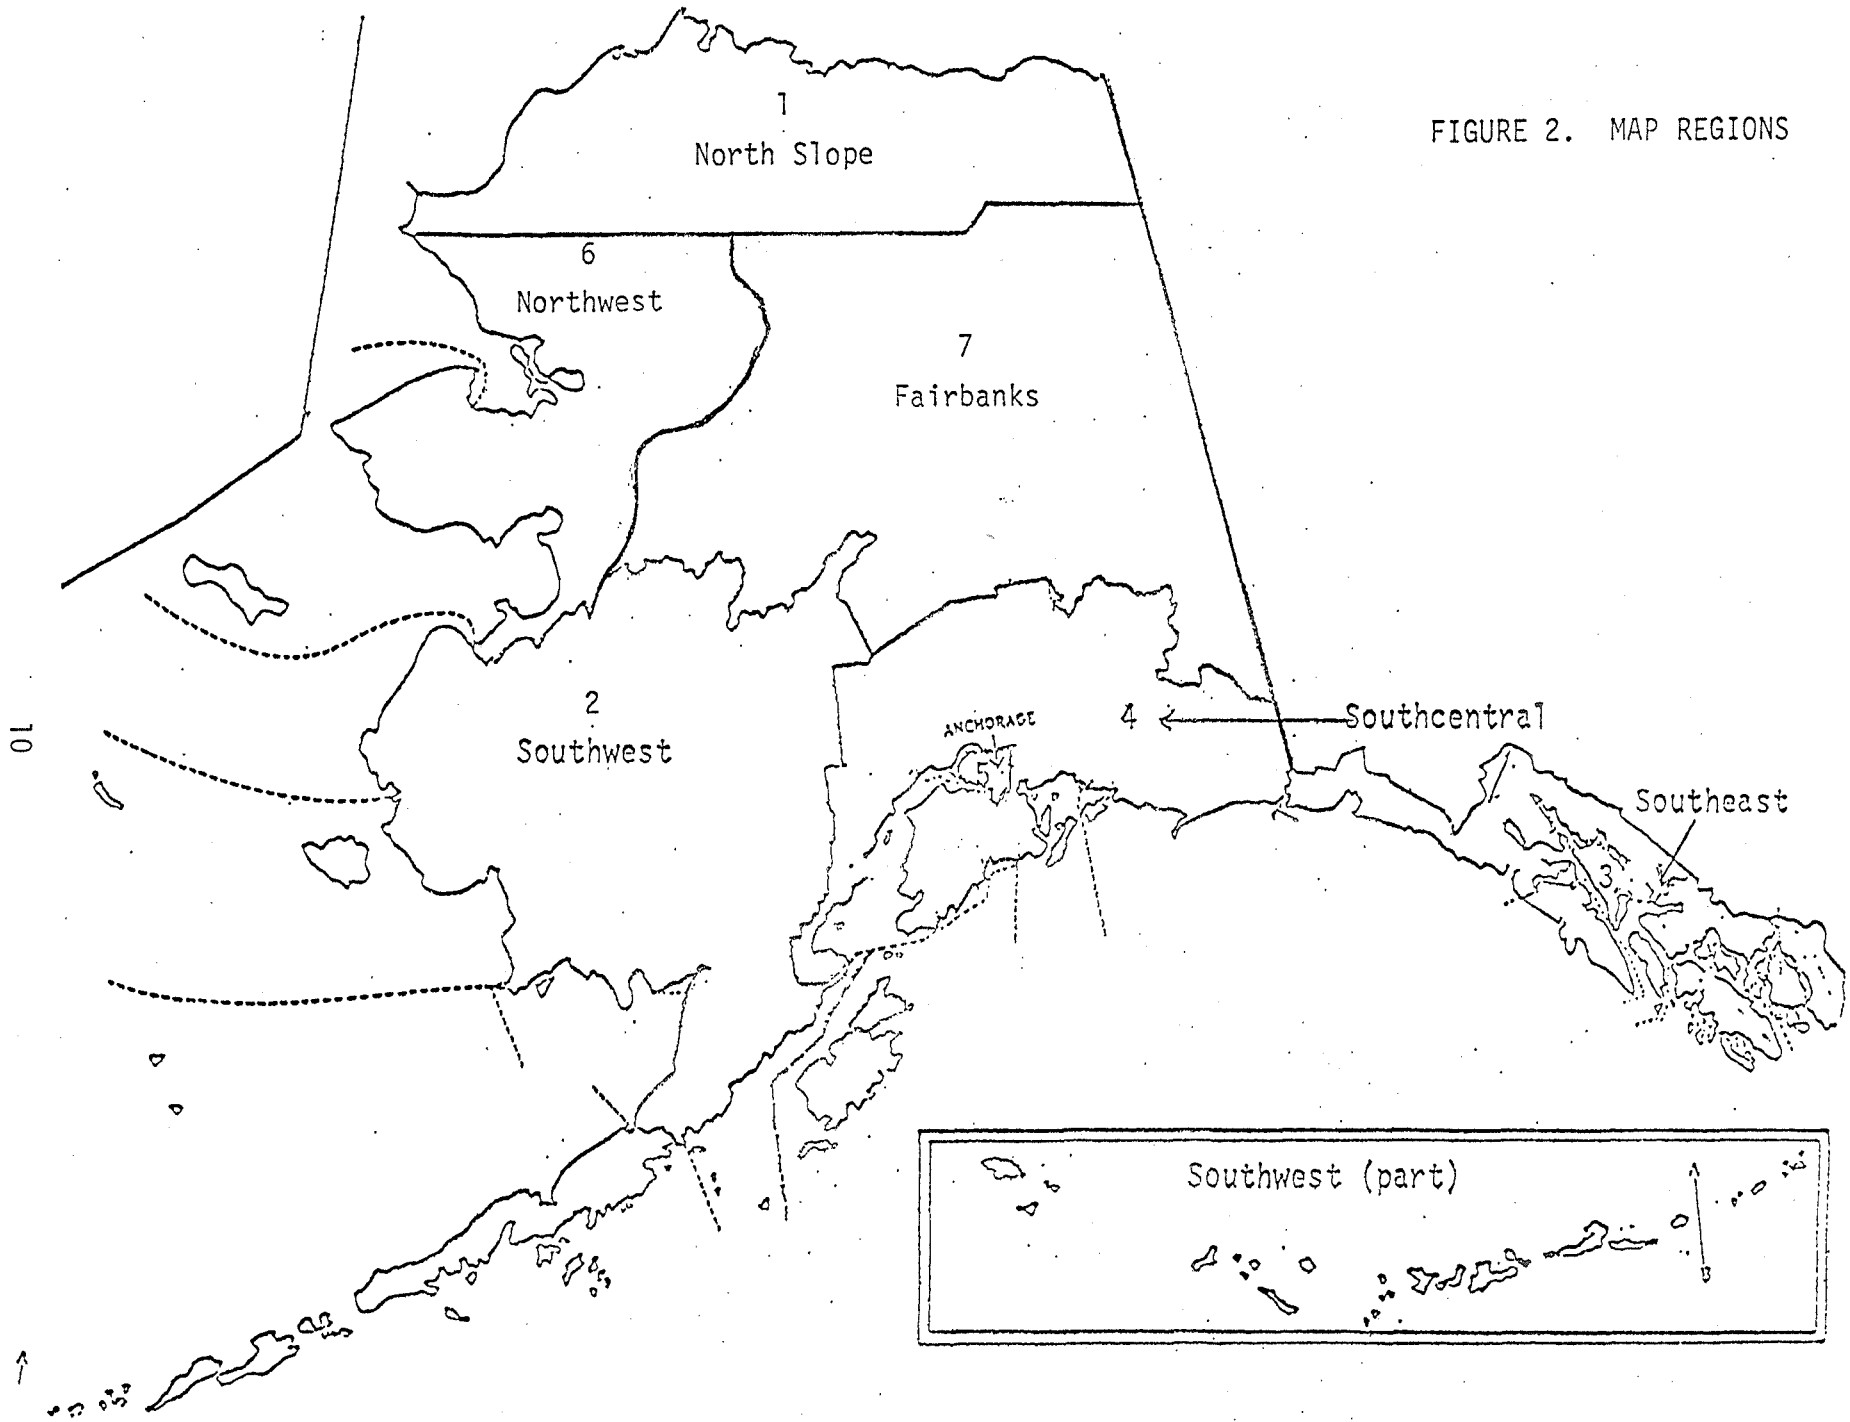 FIGURE 2. MAP REGIONS
1
North Slope
6
Northwest
7
Fairbanks
2
Southwest
ANCHORAGE
5
4
Southcentral
Southeast
3
10
Southwest (part)